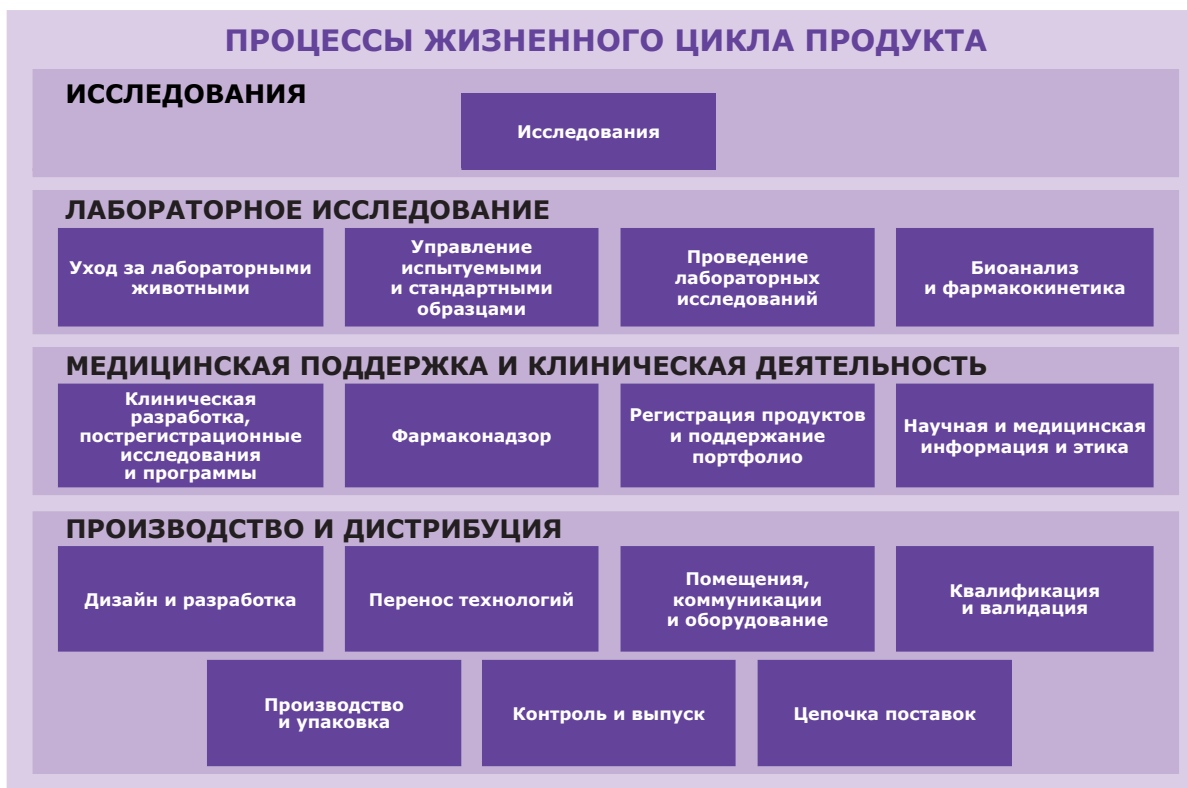 ПРОЦЕССЫ ЖИЗНЕННОГО ЦИКЛА ПРОДУКТА
ИССЛЕДОВАНИЯ
Исследования
ЛАБОРАТОРНОЕ ИССЛЕДОВАНИЕ
Уход за лабораторными
животными
Управление
испытуемыми
и стандартными
образцами
Проведение
лабораторных
исследований
Биоанализ
и фармакокинетика
МЕДИЦИНСКАЯ ПОДДЕРЖКА И КЛИНИЧЕСКАЯ ДЕЯТЕЛЬНОСТЬ
Клиническая
разработка,
пострегистрационные
исследования
и программы
Фармаконадзор
Регистрация продуктов
и поддержание
портфолио
Научная и медицинская
информация и этика
ПРОИЗВОДСТВО И ДИСТРИБУЦИЯ
Дизайн и разработка
Перенос технологий
Помещения,
коммуникации
и оборудование
Квалификация
и валидация
Производство
и упаковка
Контроль и выпуск
Цепочка поставок